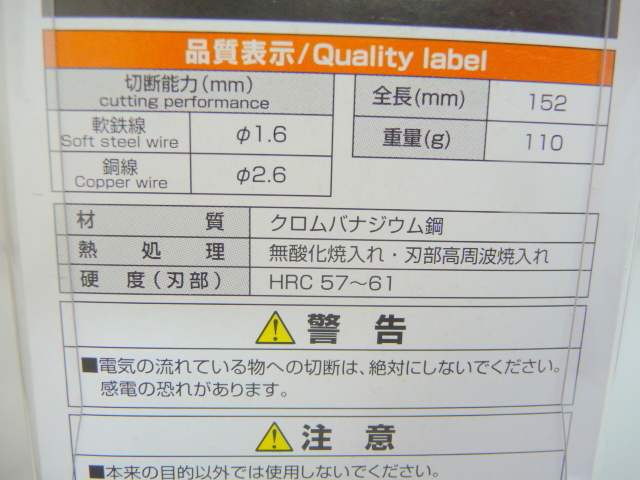 品質表示/Quality label
切断能力(mm)
cutting performance
軟鉄線
Soft steel wire
φ1.6
銅線
Copper wire
φ2.6
全長(mm) 152
重量(g) 110
材質 クロムバナジウム鋼
熱処理 無酸化焼入れ・刃部高周波焼入れ
硬度(刃部) HRC 57～61
警告
■電気の流れている物への切断は、絶対にしないでください。
感電の恐れがあります。
注意
■本来の目的以外では使用しないでください。